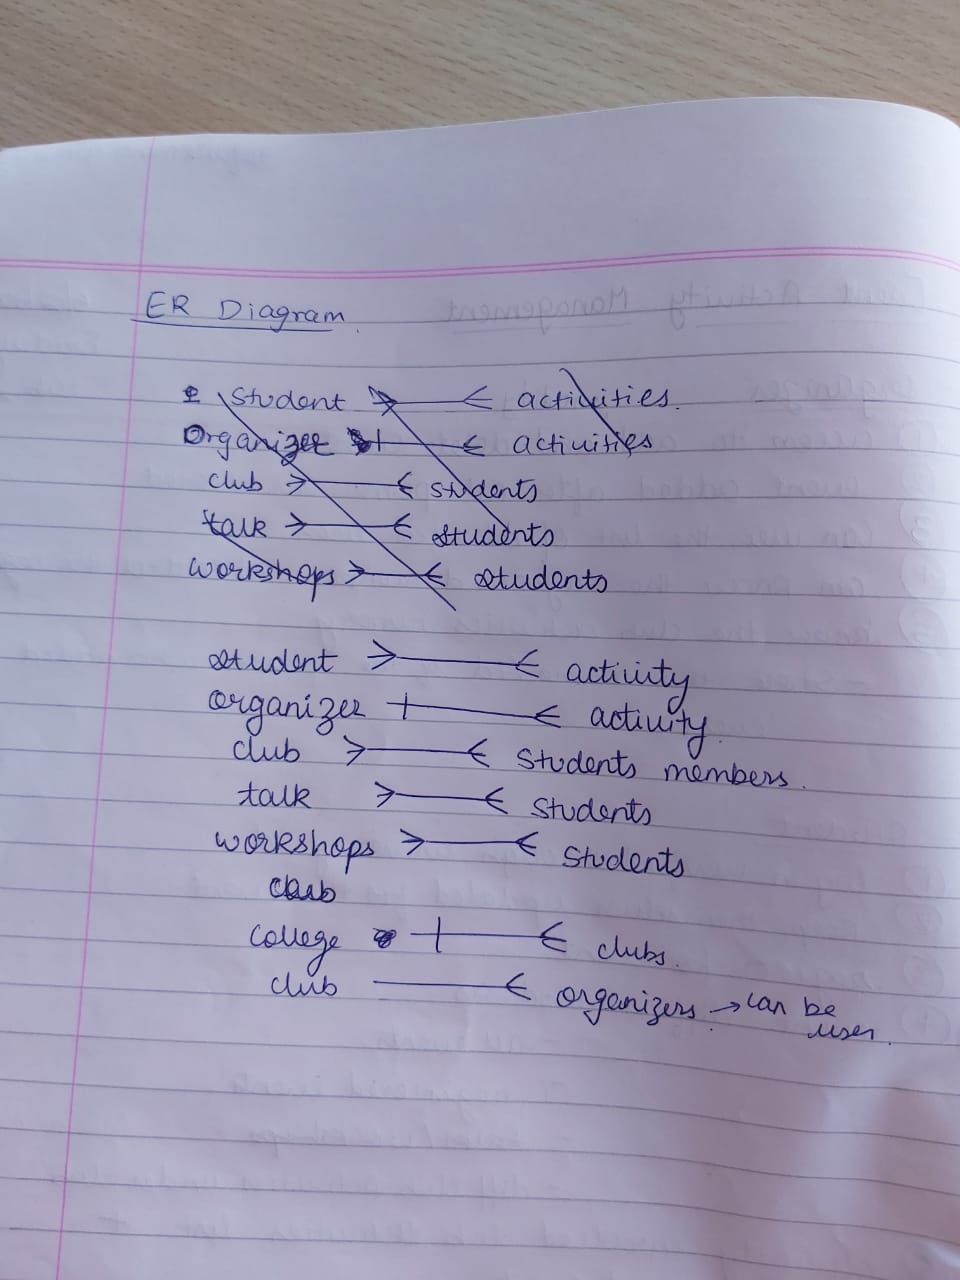 ER Diagram.
Student activities.
Organizer activities
club students
talk students
workshops students
student activity
organizer activity.
club students members.
talk students
workshops students
club
college clubs.
club organizers → can be
user.